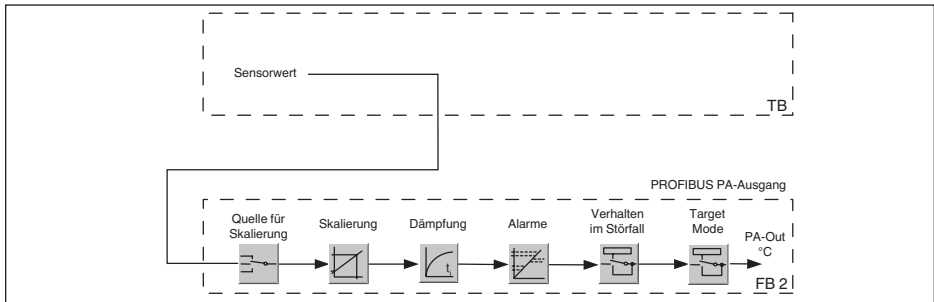 Sensorwert
TB
PROFIBUS PA-Ausgang
Quelle für
Skalierung
Skalierung
Dämpfung
Alarme
Verhalten
im Störfall
Target
Mode
PA-Out
°C
t
FB 2